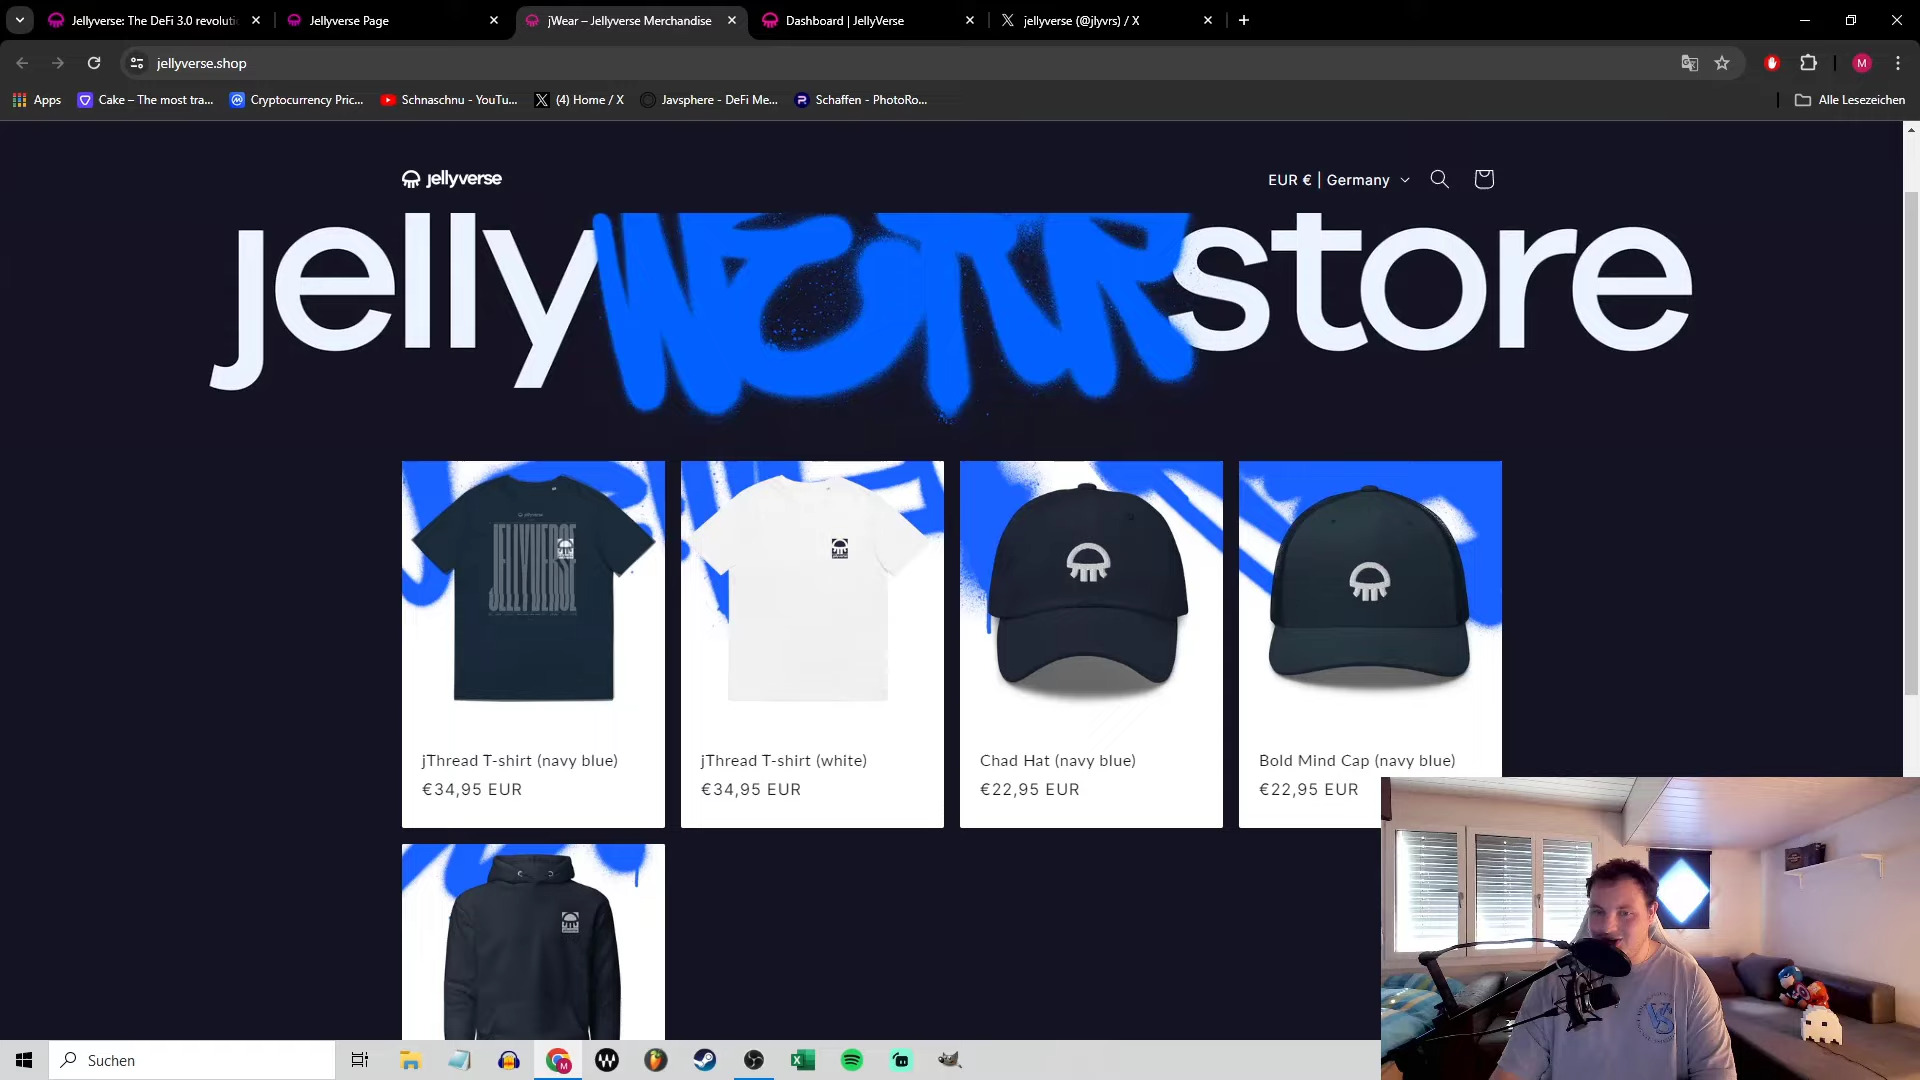 Jellyverse: The DeFi 3.0 revoluti
Jellyverse Page
jWear – Jellyverse Merchandise
Dashboard | JellyVerse
jellyverse (@jlyvrs) / X
jellyverse.shop
M
Apps
Cake – The most tra...
Cryptocurrency Pric...
Schnaschnu - YouTu...
(4) Home / X
Javsphere - DeFi Me...
Schaffen - PhotoRo...
Alle Lesezeichen
jellyverse
EUR € | Germany
jelly WEAR store
jThread T-shirt (navy blue)
€34,95 EUR
jThread T-shirt (white)
€34,95 EUR
Chad Hat (navy blue)
€22,95 EUR
Bold Mind Cap (navy blue)
€22,95 EUR
Suchen